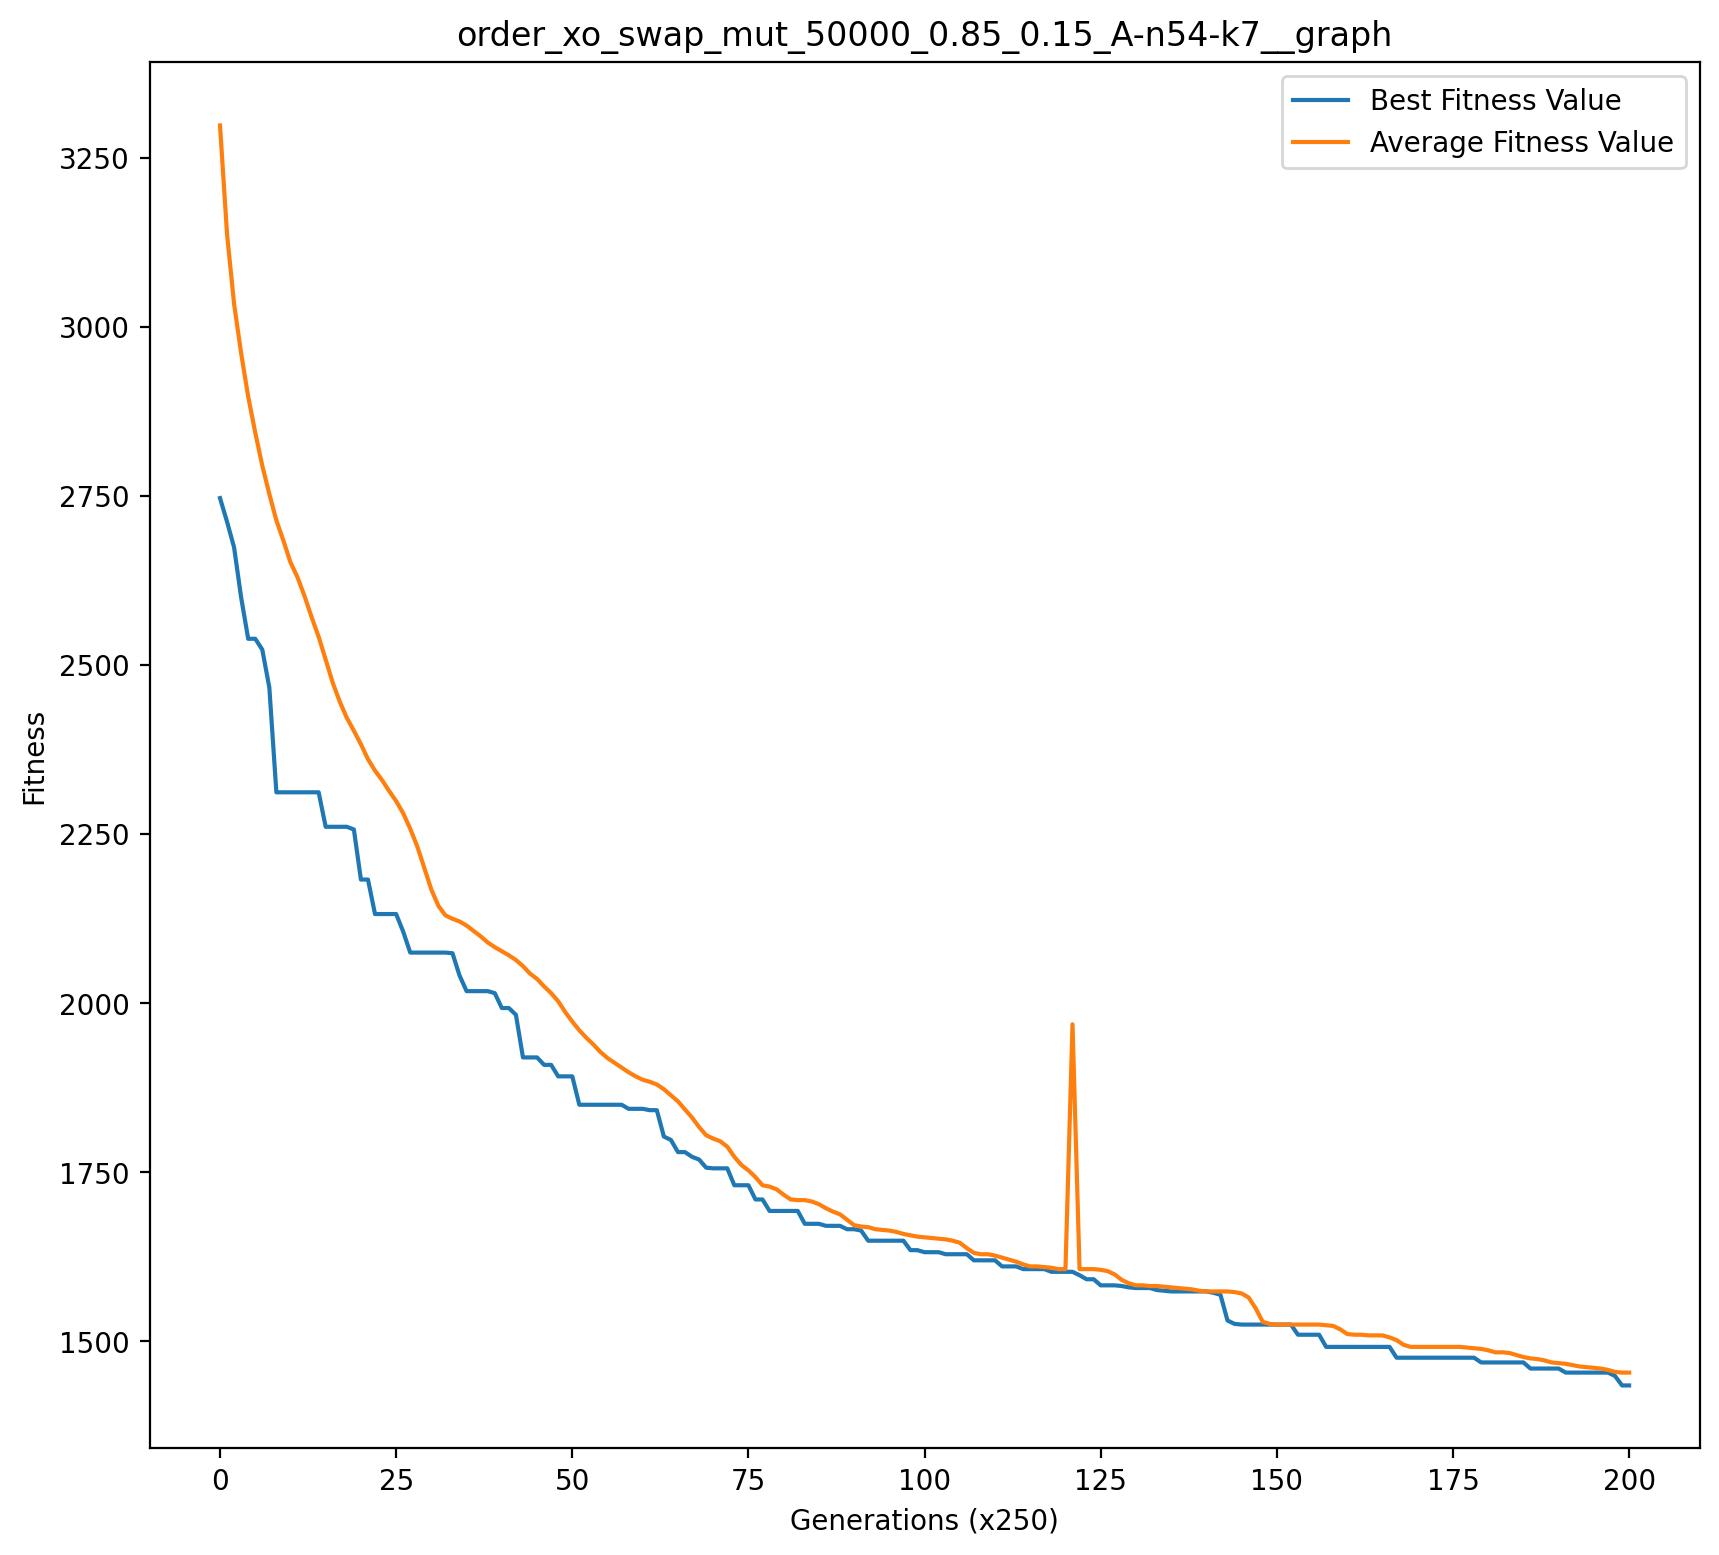 order_xo_swap_mut_50000_0.85_0.15_A-n54-k7__graph
Best Fitness Value
Average Fitness Value
3250
3000
2750
2500
2250
2000
1750
1500
Fitness
0 25 50 75 100 125 150 175 200
Generations (x250)